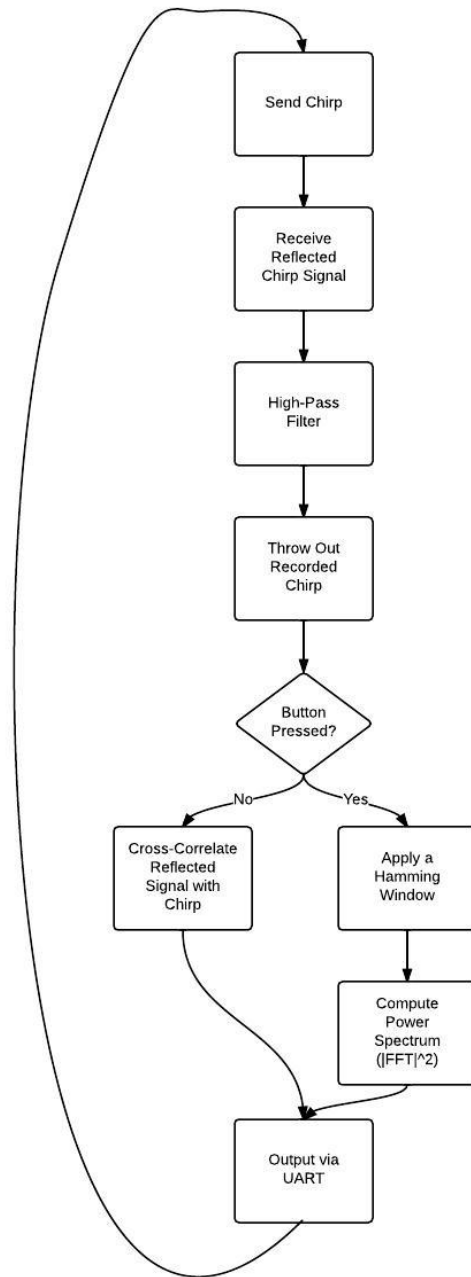 Send Chirp
Receive
Reflected
Chirp Signal
High-Pass
Filter
Throw Out
Recorded
Chirp
Button
Pressed?
No
Yes
Cross-Correlate
Reflected
Signal with
Chirp
Apply a
Hamming
Window
Compute
Power
Spectrum
(|FFT|^2)
Output via
UART